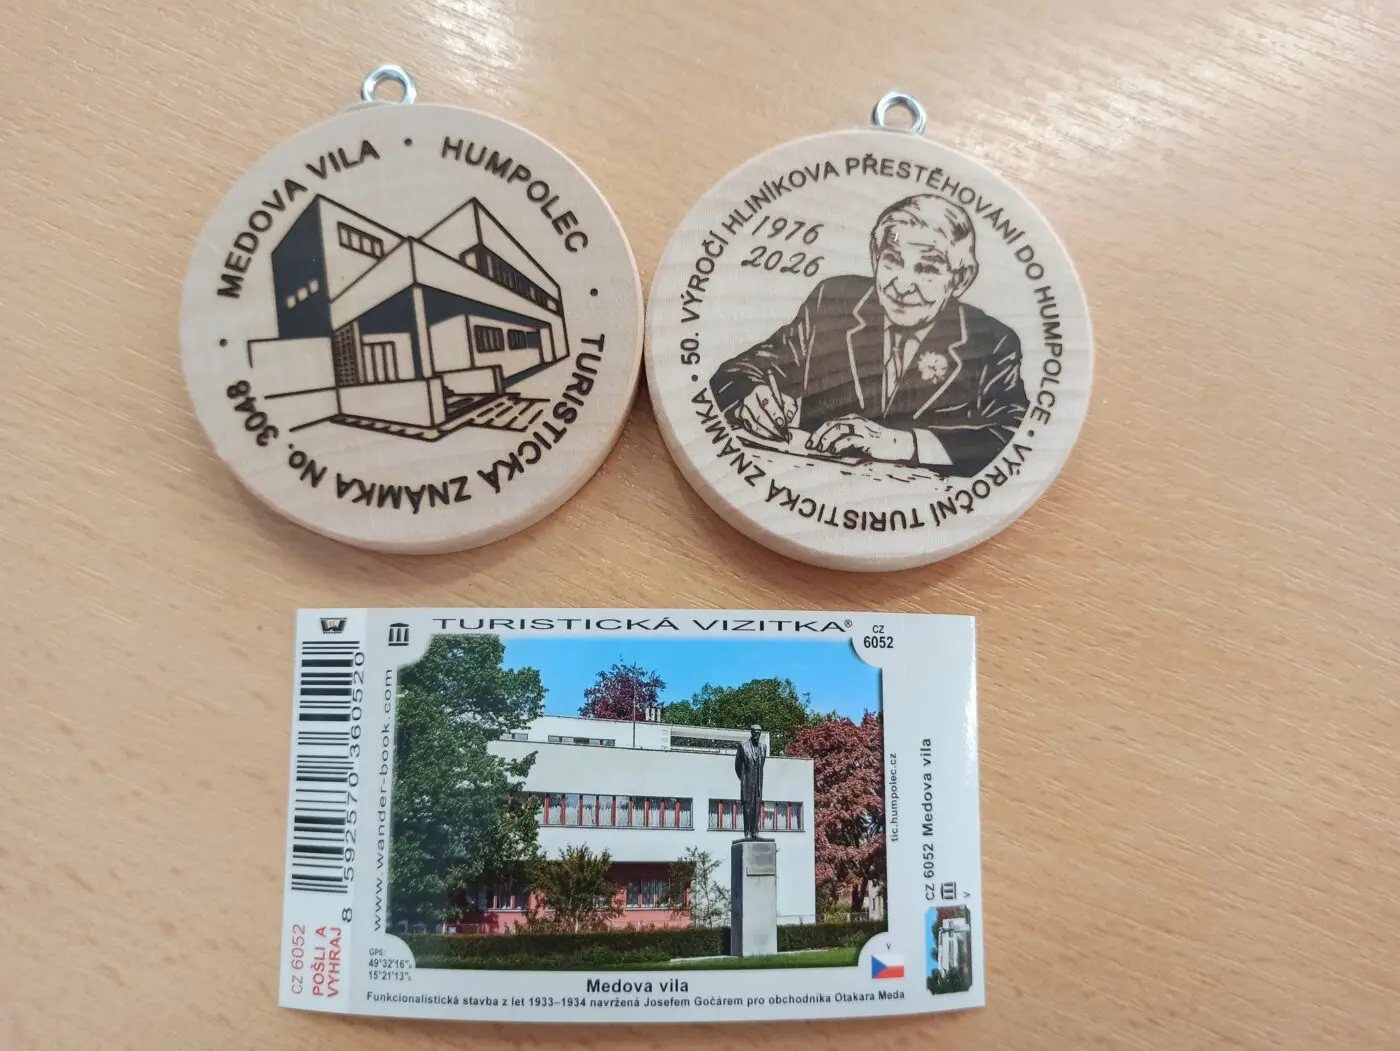 MEDOVA VILA • HUMPOLEC • TURISTICKÁ ZNÁMKA No. 3048 •
50. VÝROČÍ HLINÍKOVA PŘESTĚHOVÁNÍ DO HUMPOLCE • VÝROČNÍ TURISTICKÁ ZNÁMKA •
1976
2026
TURISTICKÁ VIZITKA®
CZ
6052
www.wander-book.com
8 592570 360520
CZ 6052
POŠLI A
VYHRAJ
GPS:
49°32'16"
15°21'13"
tic.humpolec.cz
CZ 6052 Medova vila
V
V
Medova vila
Funkcionalistická stavba z let 1933–1934 navržená Josefem Gočárem pro obchodníka Otakara Meda